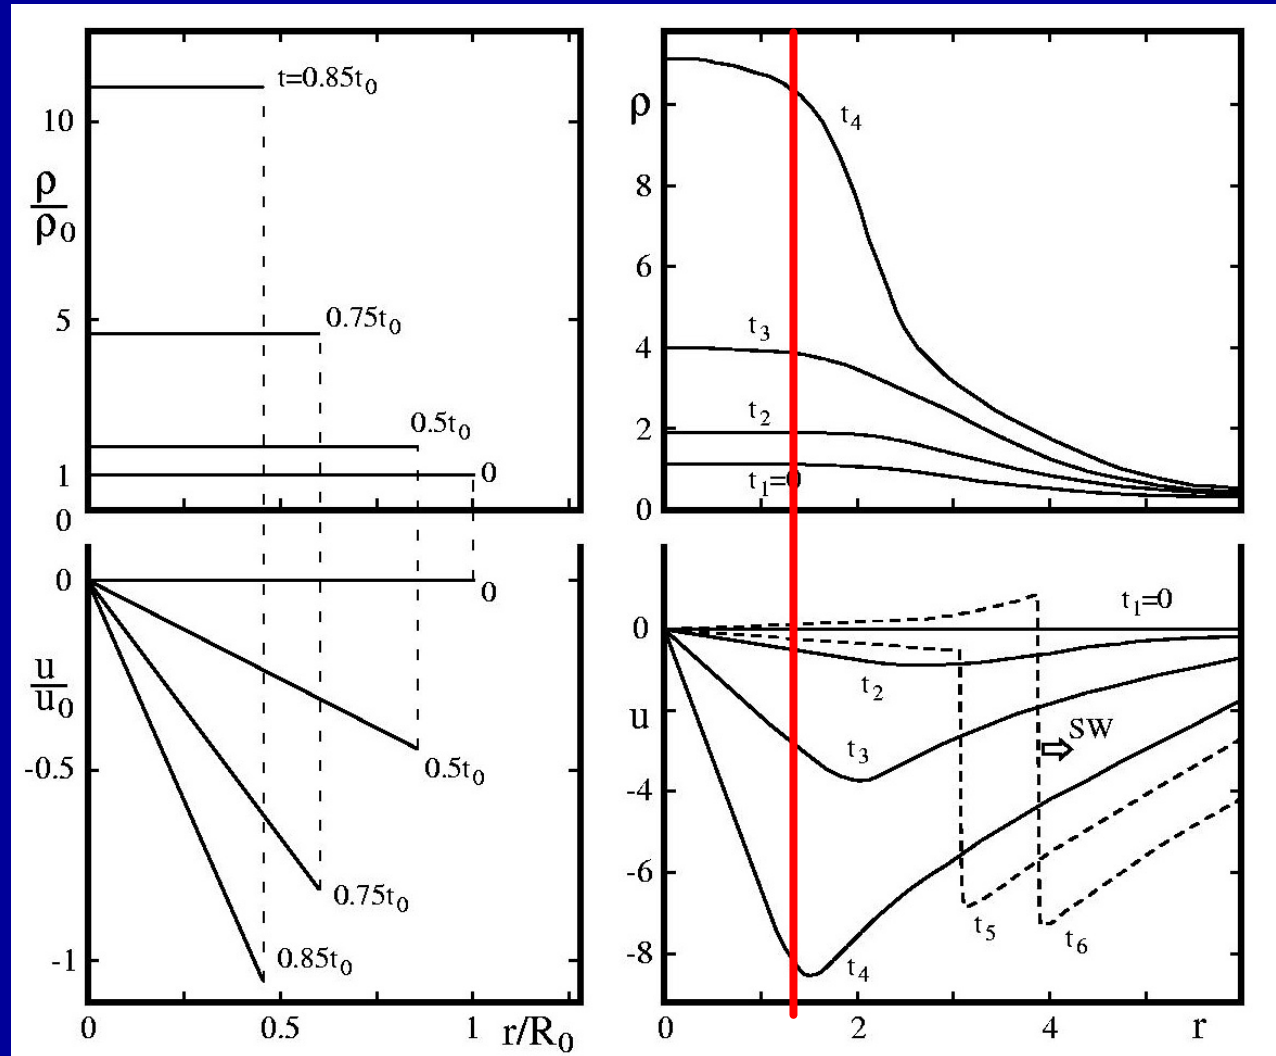 t=0.85t₀
10
ρ/ρ₀
5
0.75t₀
0.5t₀
1
0
0
0
0
u/u₀
-0.5
0.5t₀
0.75t₀
-1
0.85t₀
0
0.5
1
r/R₀
ρ
t₄
8
6
t₃
4
t₂
2
t₁=0
0
t₁=0
0
t₂
u
SW
t₃
-4
-6
t₅
t₆
-8
t₄
0
2
4
r